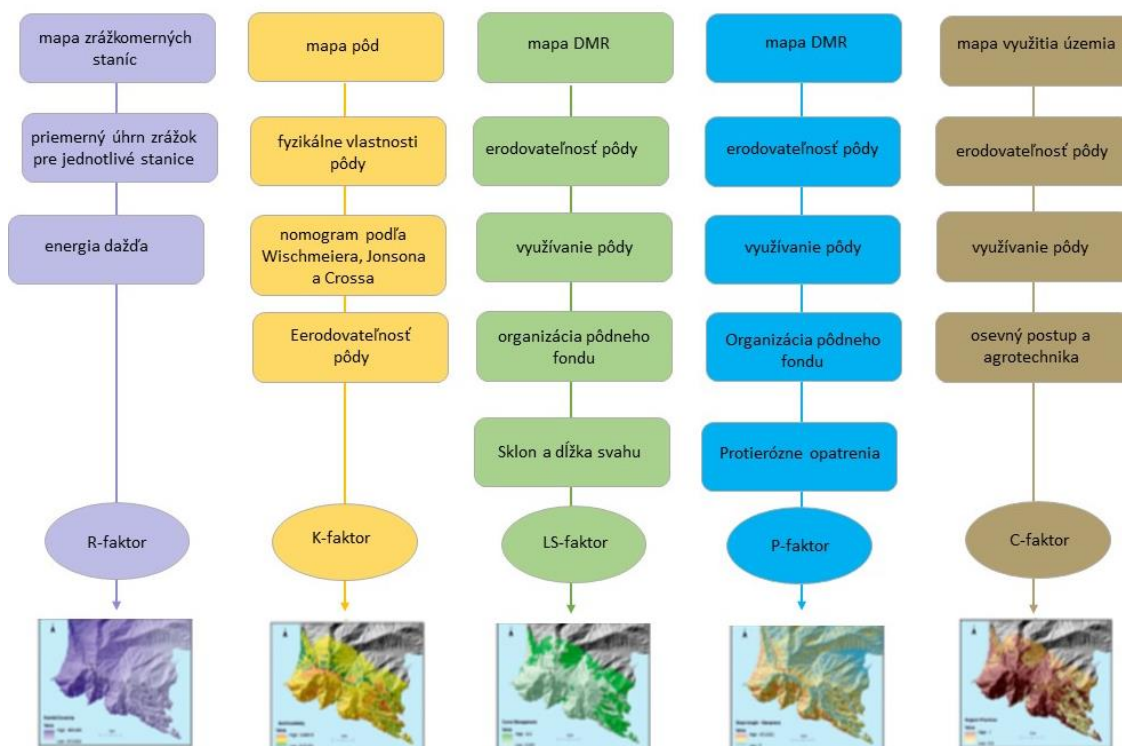 mapa zrážkomerných
staníc
priemerný úhrn zrážok
pre jednotlivé stanice
energia dažďa
R-faktor
mapa pôd
fyzikálne vlastnosti
pôdy
nomogram podľa
Wischmeiera, Jonsona
a Crossa
Eerodovateľnosť
pôdy
K-faktor
mapa DMR
erodovateľnosť pôdy
využívanie pôdy
organizácia pôdneho
fondu
Sklon a dĺžka svahu
LS-faktor
mapa DMR
erodovateľnosť pôdy
využívanie pôdy
Organizácia pôdneho
fondu
Protierózne opatrenia
P-faktor
mapa využitia územia
erodovateľnosť pôdy
využívanie pôdy
osevný postup a
agrotechnika
C-faktor